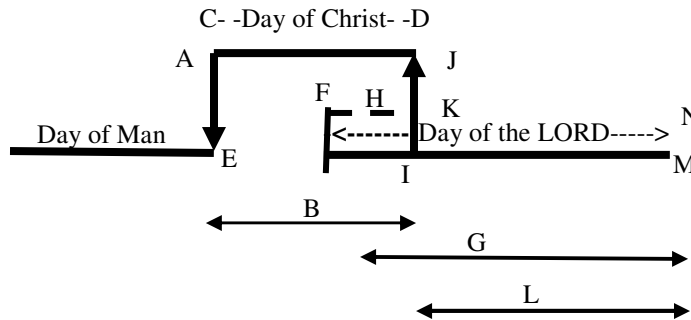 C- -Day of Christ- -D
A J
F H K N
Day of Man <----- Day of the LORD----->
E I M
B
G
L